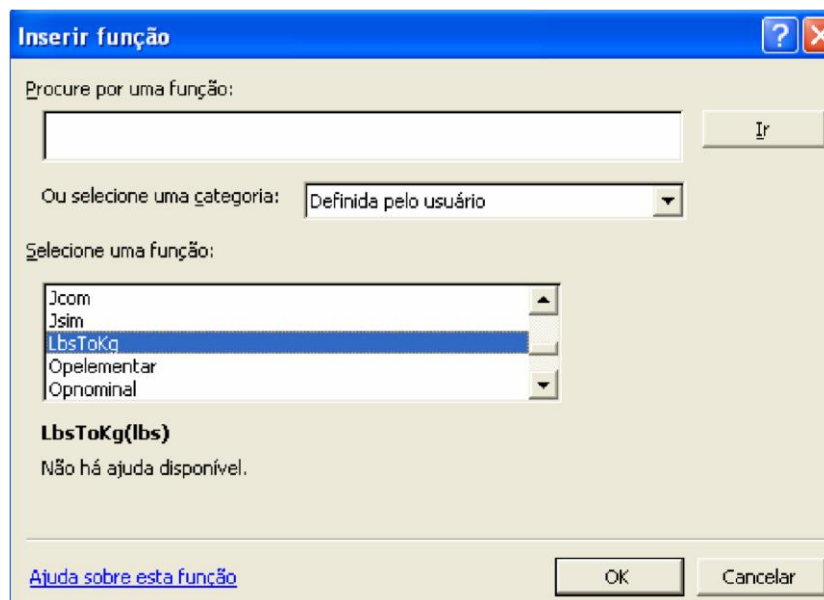 Inserir função
Procure por uma função:
Ir
Ou selecione uma categoria:
Definida pelo usuário
Selecione uma função:
Jcom
Jsim
LbsToKg
Opelementar
Opnominal
LbsToKg(lbs)
Não há ajuda disponível.
Ajuda sobre esta função
OK
Cancelar